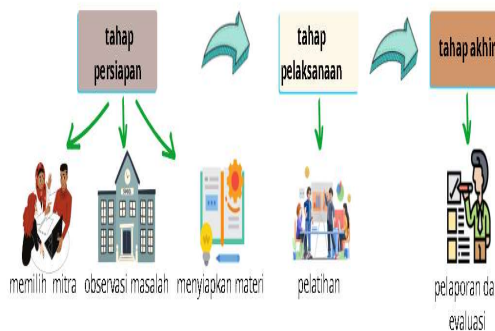 tahap
persiapan
tahap
pelaksanaan
tahap akhir
memilih mitra
observasi masalah
menyiapkan materi
pelatihan
pelaporan da
evaluasi